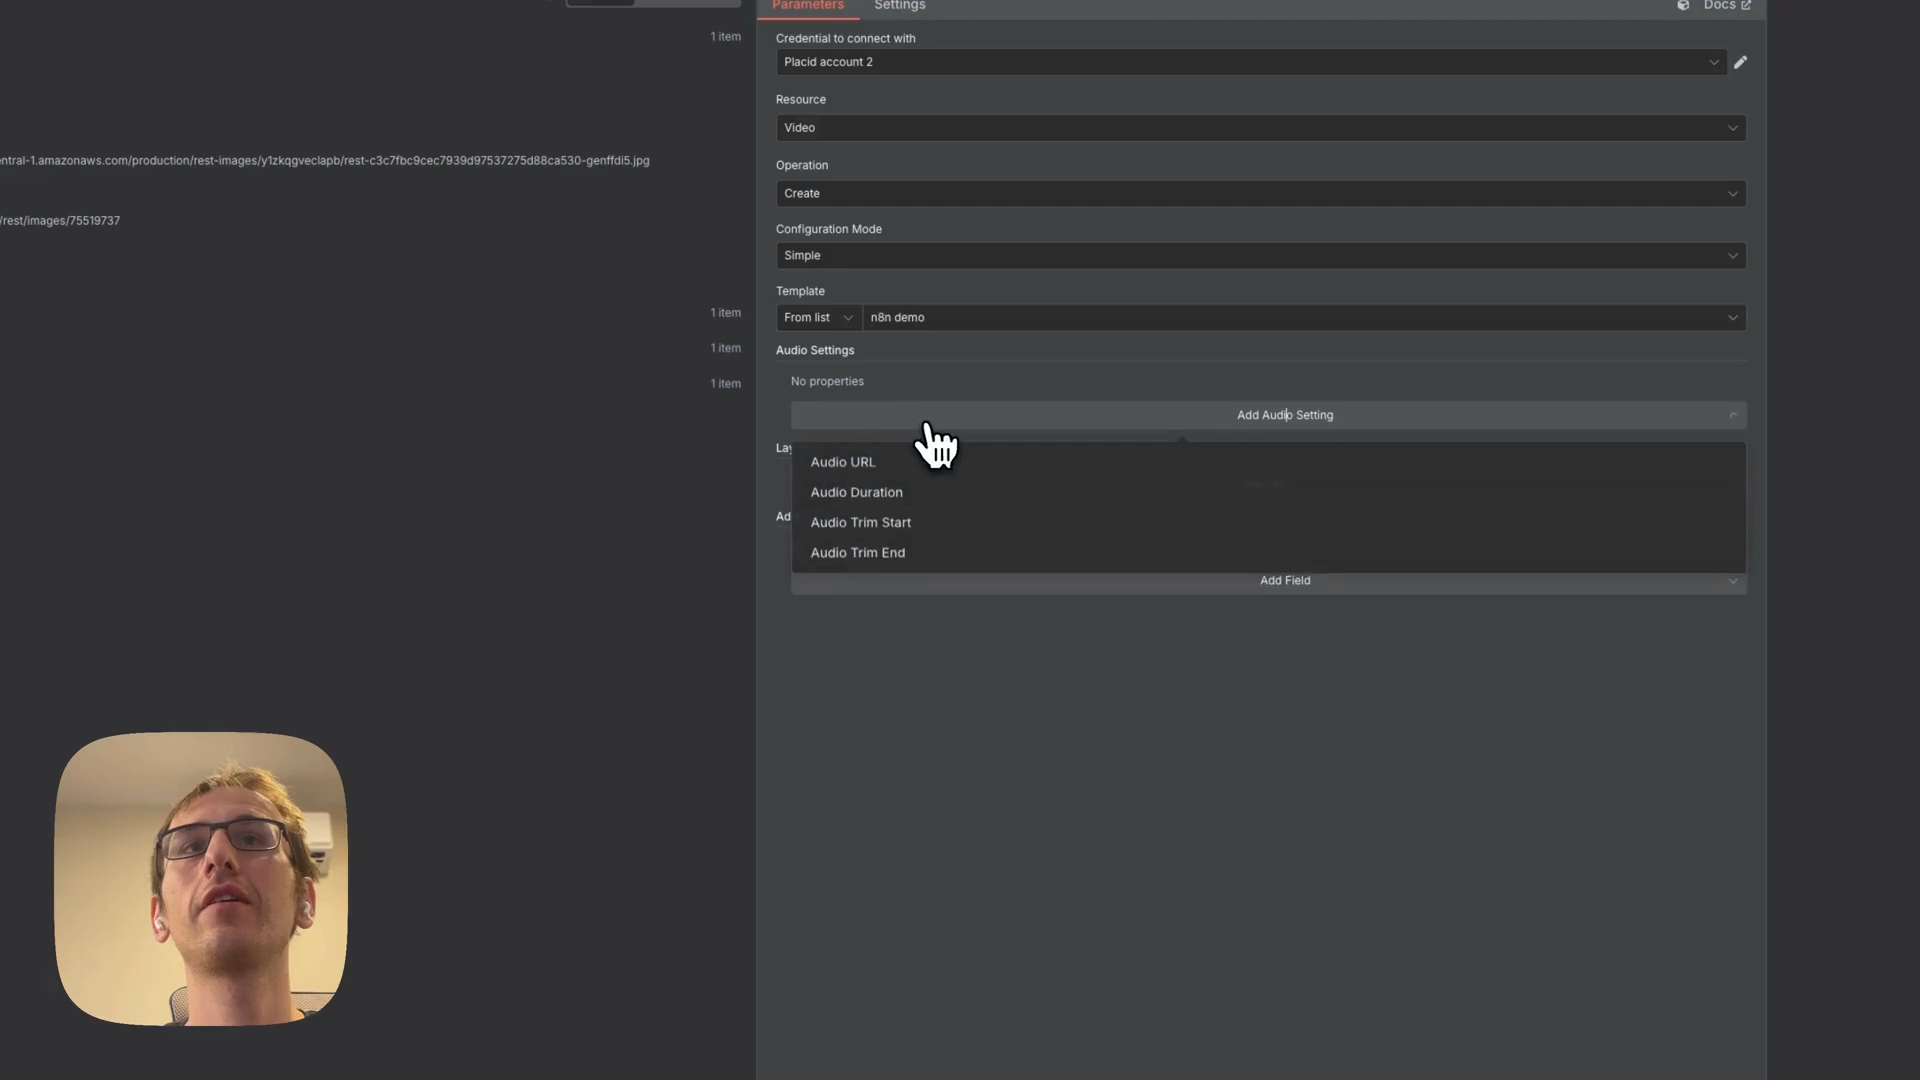 Parameters
Settings
Docs
1 item
Credential to connect with
Placid account 2
Resource
Video
entral-1.amazonaws.com/production/rest-images/y1zkqgveclapb/rest-c3c7fbc9cec7939d97537275d88ca530-genffdi5.jpg
Operation
Create
/rest/images/75519737
Configuration Mode
Simple
Template
From list
n8n demo
1 item
1 item
1 item
Audio Settings
No properties
Add Audio Setting
Lay
Audio URL
Audio Duration
Audio Trim Start
Audio Trim End
Ad
Add Field